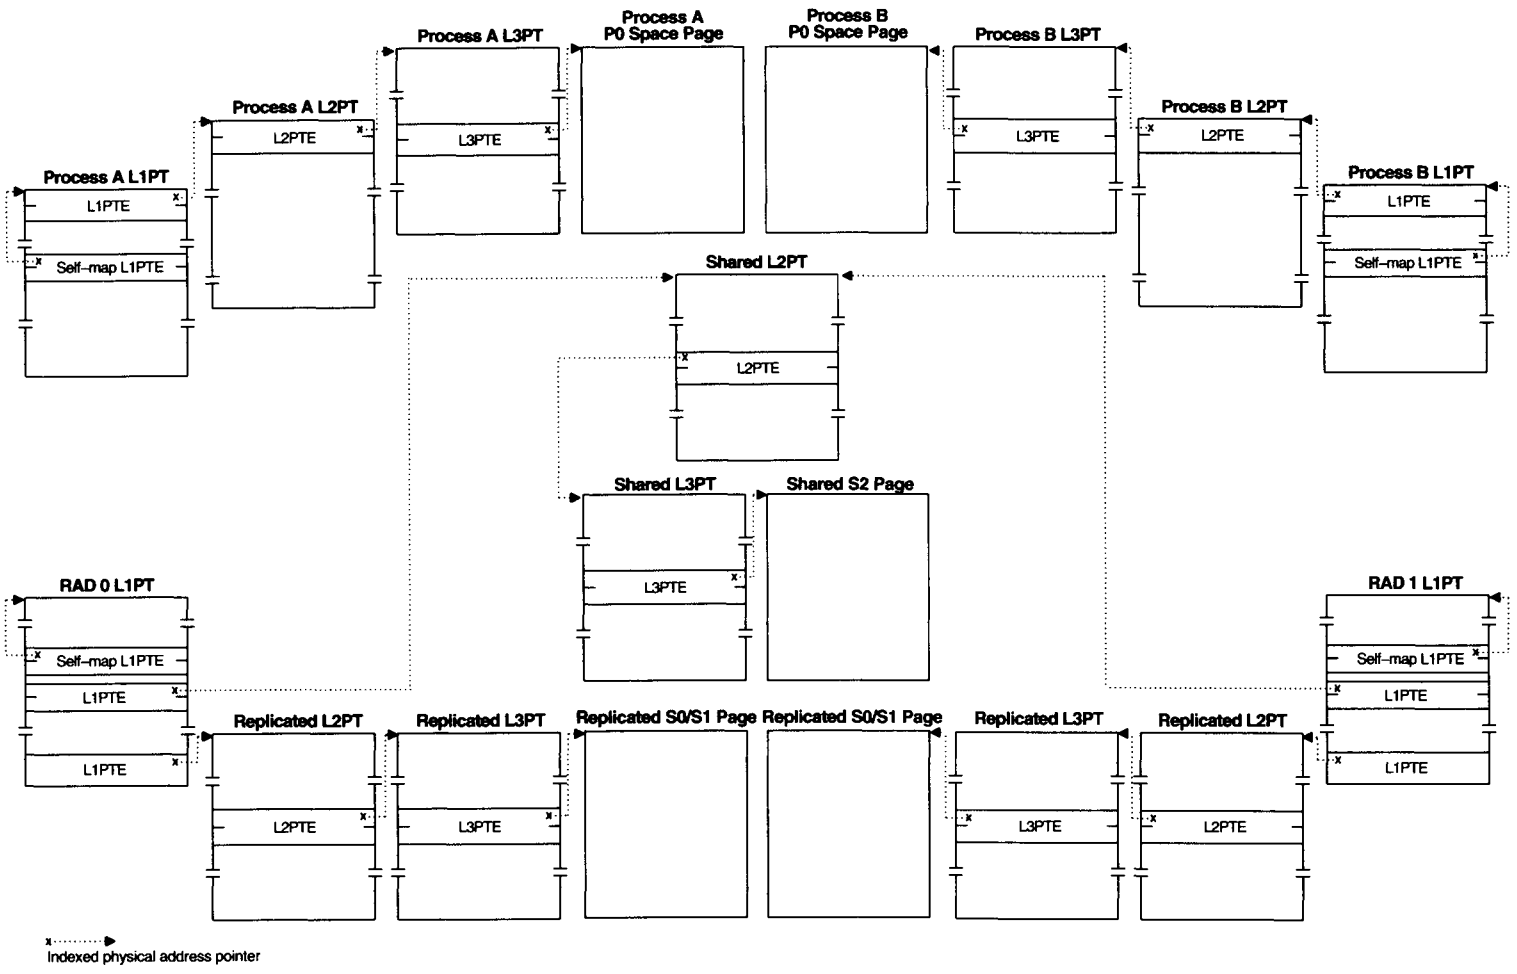 Process A
P0 Space Page
Process B
P0 Space Page
Process A L3PT
Process B L3PT
Process A L2PT
Process B L2PT
L2PTE
L3PTE
L3PTE
L2PTE
Process A L1PT
Process B L1PT
L1PTE
L1PTE
Self-map L1PTE
Self-map L1PTE
Shared L2PT
L2PTE
Shared L3PT
Shared S2 Page
L3PTE
RAD 0 L1PT
RAD 1 L1PT
Self-map L1PTE
Self-map L1PTE
L1PTE
L1PTE
Replicated L2PT
Replicated L3PT
Replicated S0/S1 Page
Replicated S0/S1 Page
Replicated L3PT
Replicated L2PT
L1PTE
L1PTE
L2PTE
L3PTE
L3PTE
L2PTE
Indexed physical address pointer